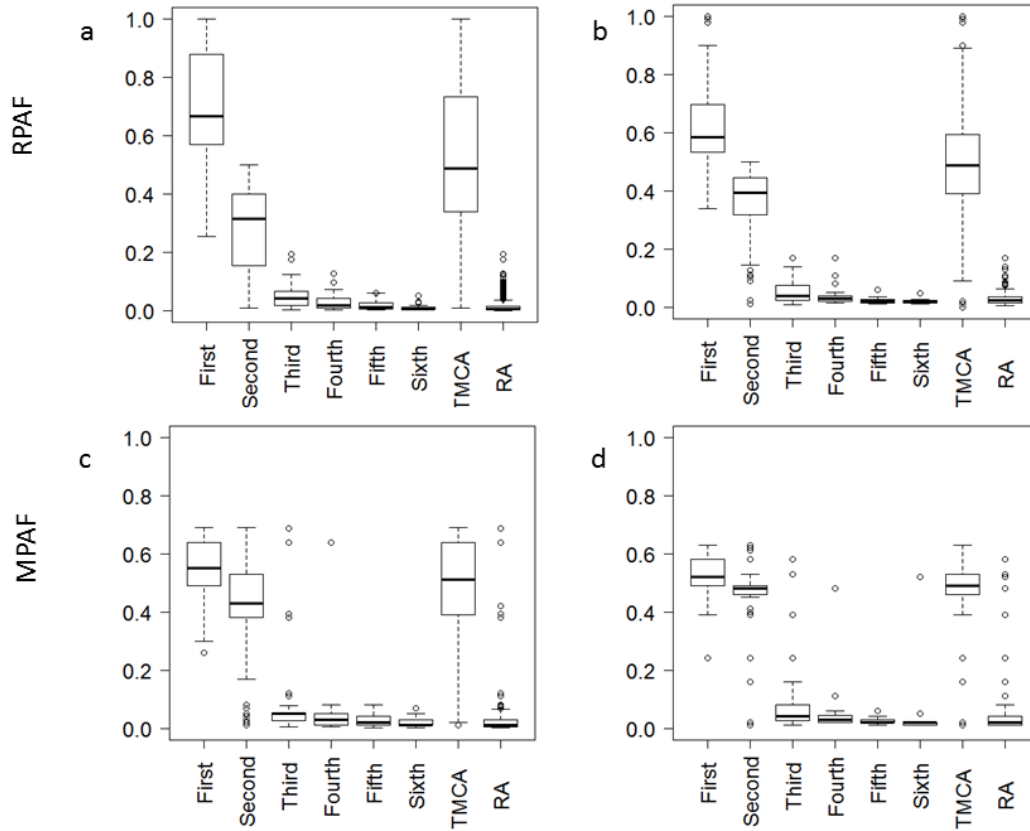 a
b
RPAF
1.0
0.8
0.6
0.4
0.2
0.0
First
Second
Third
Fourth
Fifth
Sixth
TMCA
RA
1.0
0.8
0.6
0.4
0.2
0.0
First
Second
Third
Fourth
Fifth
Sixth
TMCA
RA
c
d
MPAF
1.0
0.8
0.6
0.4
0.2
0.0
First
Second
Third
Fourth
Fifth
Sixth
TMCA
RA
1.0
0.8
0.6
0.4
0.2
0.0
First
Second
Third
Fourth
Fifth
Sixth
TMCA
RA